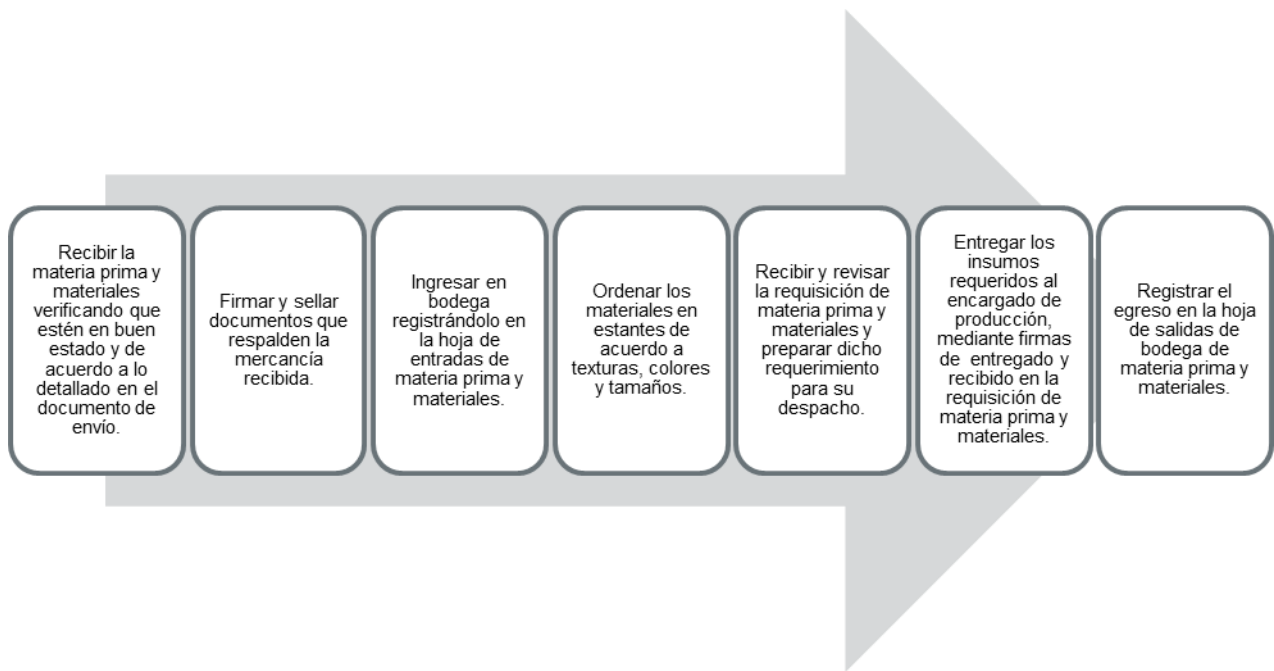 Recibir la
materia prima y
materiales
verificando que
estén en buen
estado y de
acuerdo a lo
detallado en el
documento de
envío.
Firmar y sellar
documentos que
respalden la
mercancía
recibida.
Ingresar en
bodega
registrándolo en
la hoja de
entradas de
materia prima y
materiales.
Ordenar los
materiales en
estantes de
acuerdo a
texturas, colores
y tamaños.
Recibir y revisar
la requisición de
materia prima y
materiales y
preparar dicho
requerimiento
para su
despacho.
Entregar los
insumos
requeridos al
encargado de
producción,
mediante firmas
de entregado y
recibido en la
requisición de
materia prima y
materiales.
Registrar el
egreso en la hoja
de salidas de
bodega de
materia prima y
materiales.